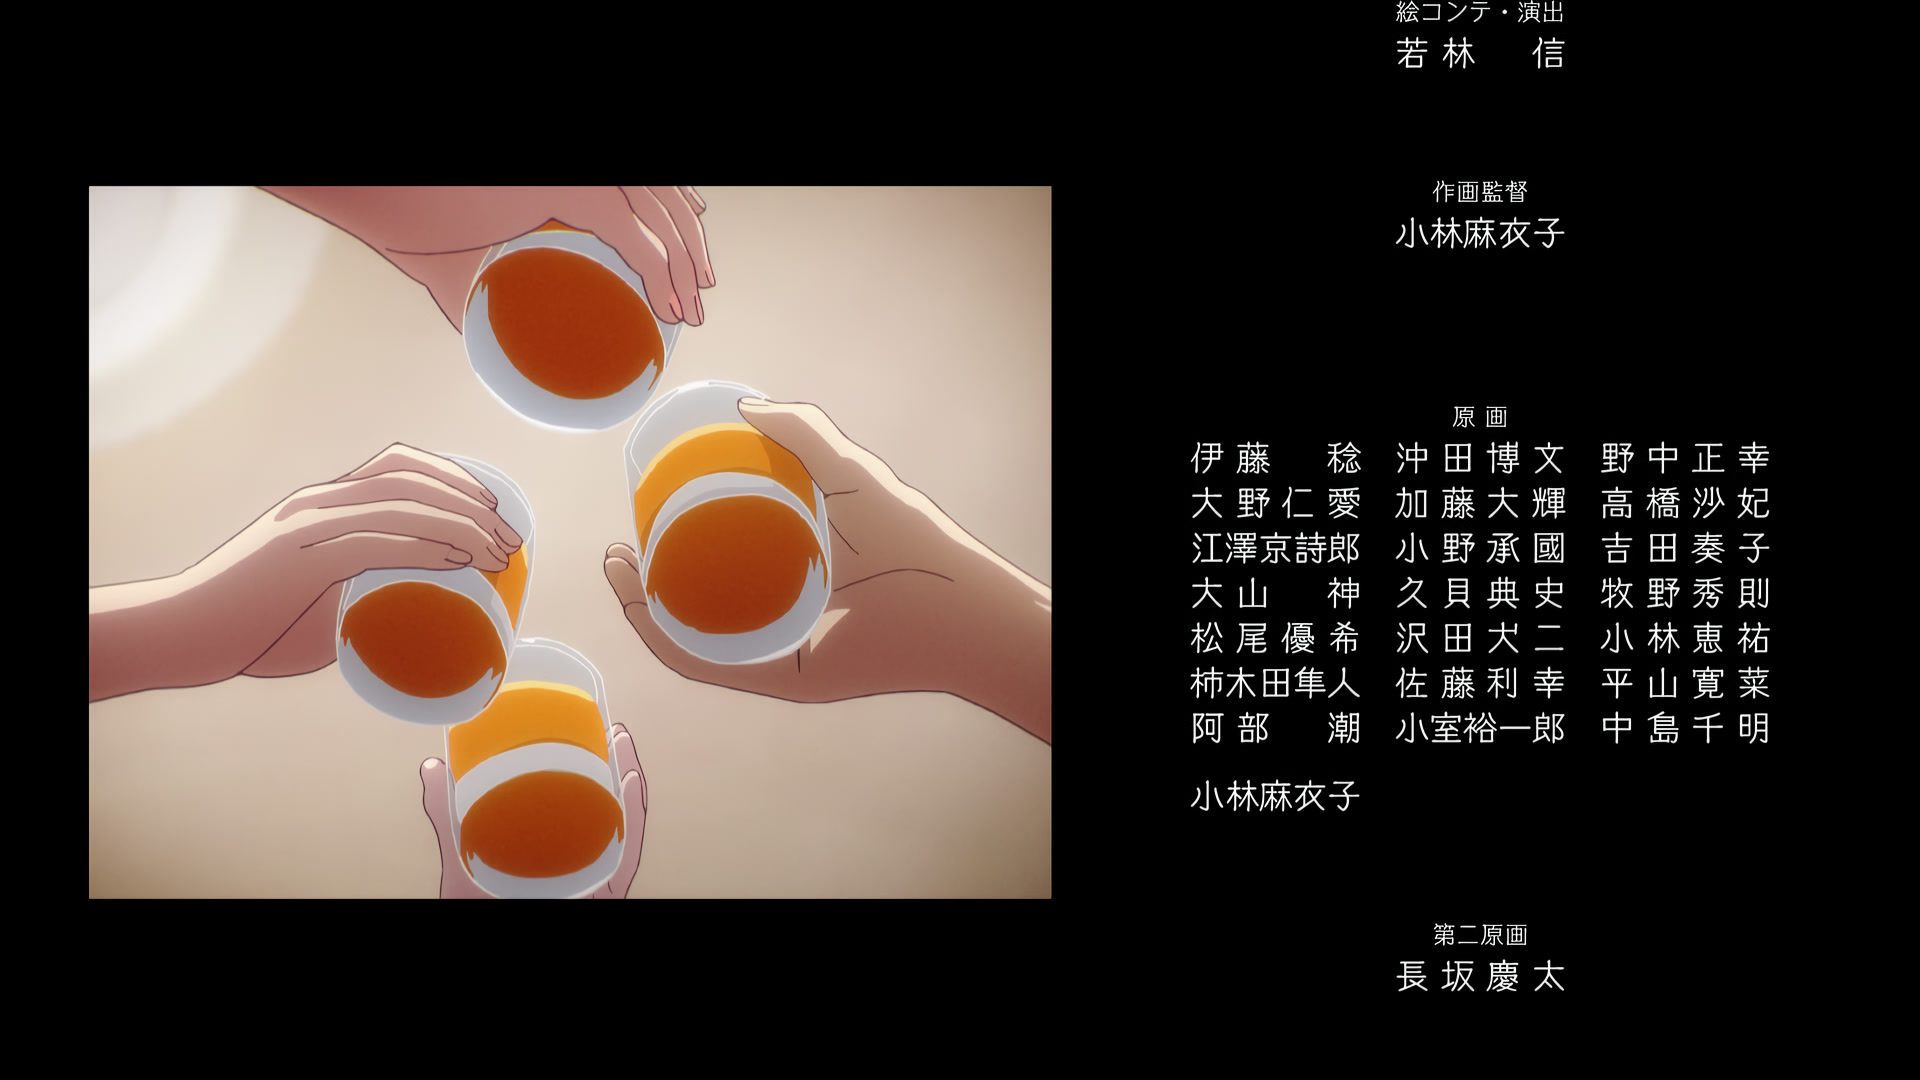 絵コンテ・演出
若林 信
作画監督
小林麻衣子
原画
伊藤 稔 沖田博文 野中正幸
大野仁愛 加藤大輝 高橋沙妃
江澤京詩郎 小野承國 吉田奏子
大山 神 久貝典史 牧野秀則
松尾優希 沢田犬二 小林恵祐
柿木田隼人 佐藤利幸 平山寛菜
阿部 潮 小室裕一郎 中島千明
小林麻衣子
第二原画
長坂慶太